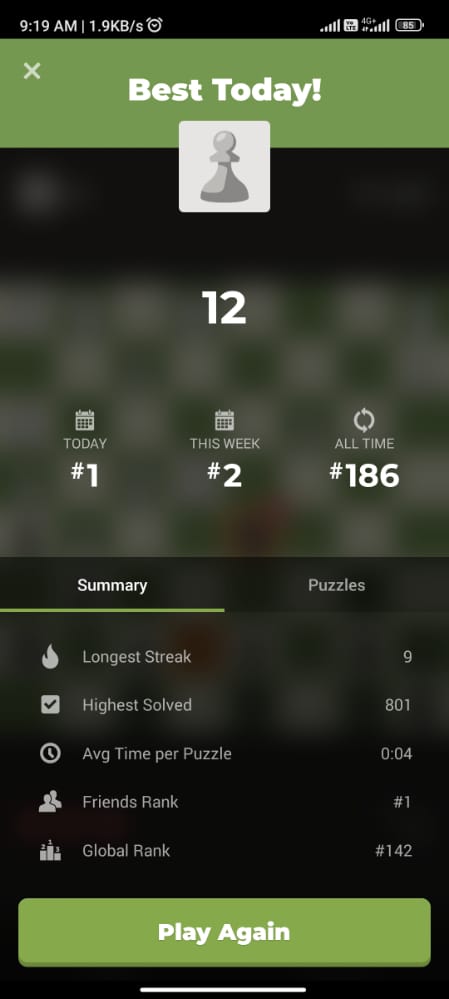 9:19 AM | 1.9KB/s
Vo LTE 4G+ 85
Best Today!
12
TODAY THIS WEEK ALL TIME
#1 #2 #186
Summary Puzzles
Longest Streak 9
Highest Solved 801
Avg Time per Puzzle 0:04
Friends Rank #1
Global Rank #142
Play Again